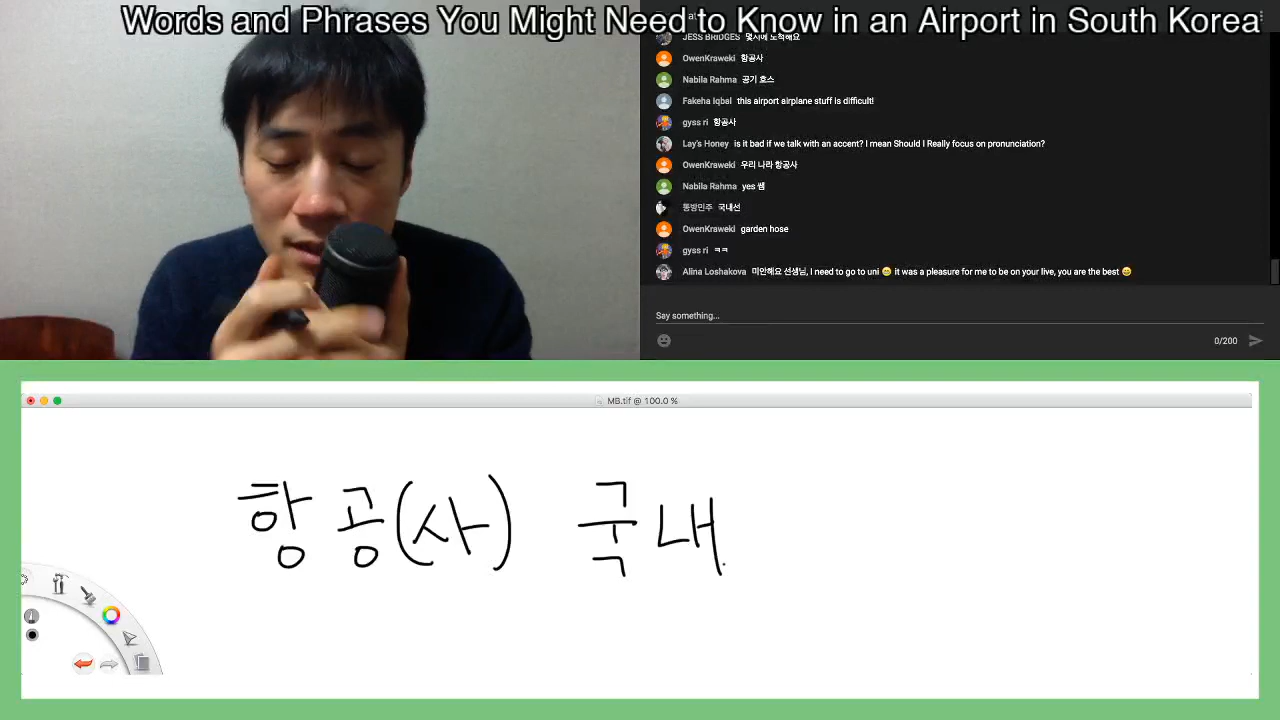 Words and Phrases You Might Need to Know in an Airport in South Korea
JESS BRIDGES 몇시에 도착해요
OwenKraweki 항공사
Nabila Rahma 공기 호스
Fakeha Iqbal this airport airplane stuff is difficult!
gyss ri 항공사
Lay's Honey is it bad if we talk with an accent? I mean Should I Really focus on pronunciation?
OwenKraweki 우리 나라 항공사
Nabila Rahma yes 쌤
동방민주 국내선
OwenKraweki garden hose
gyss ri ㅋㅋ
Alina Loshakova 미안해요 선생님, I need to go to uni 😊 it was a pleasure for me to be on your live, you are the best 😄
Say something...
0/200
MB.tif @ 100.0 %
항공(사) 국내